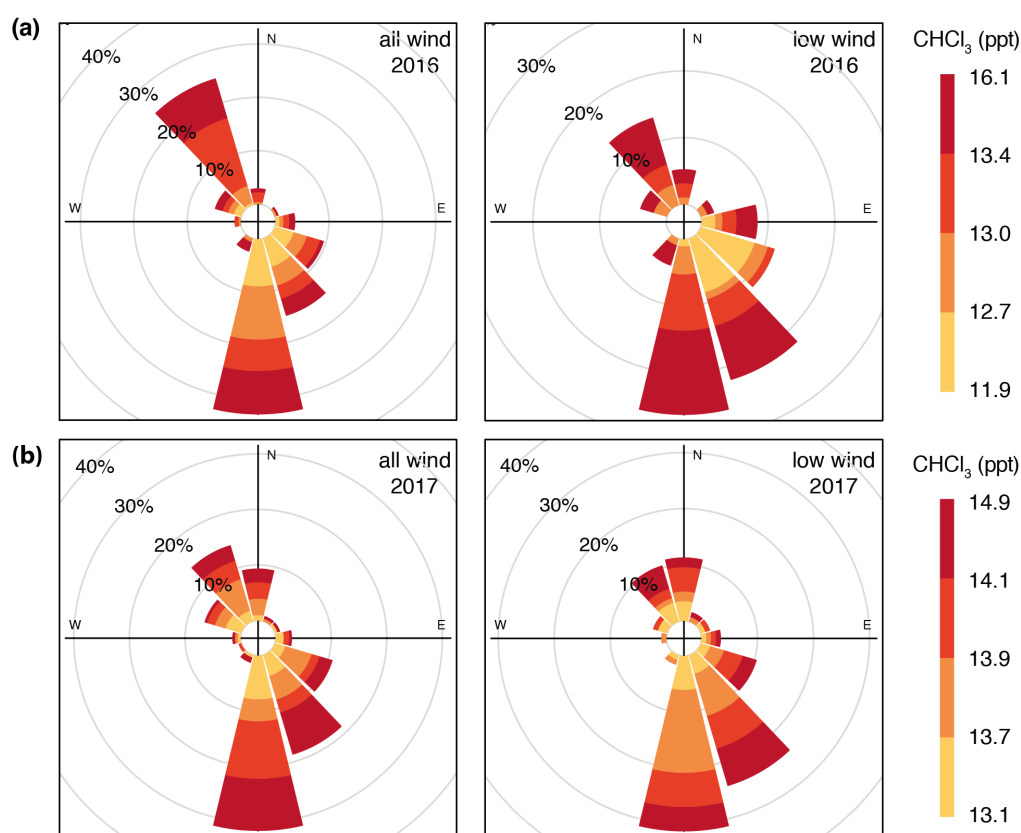 (a)
N
all wind
2016
40%
30%
20%
10%
W
E
N
low wind
2016
30%
20%
10%
W
E
CHCl₃ (ppt)
16.1
13.4
13.0
12.7
11.9
(b)
N
all wind
2017
40%
30%
20%
10%
W
E
N
low wind
2017
40%
30%
20%
10%
W
E
CHCl₃ (ppt)
14.9
14.1
13.9
13.7
13.1